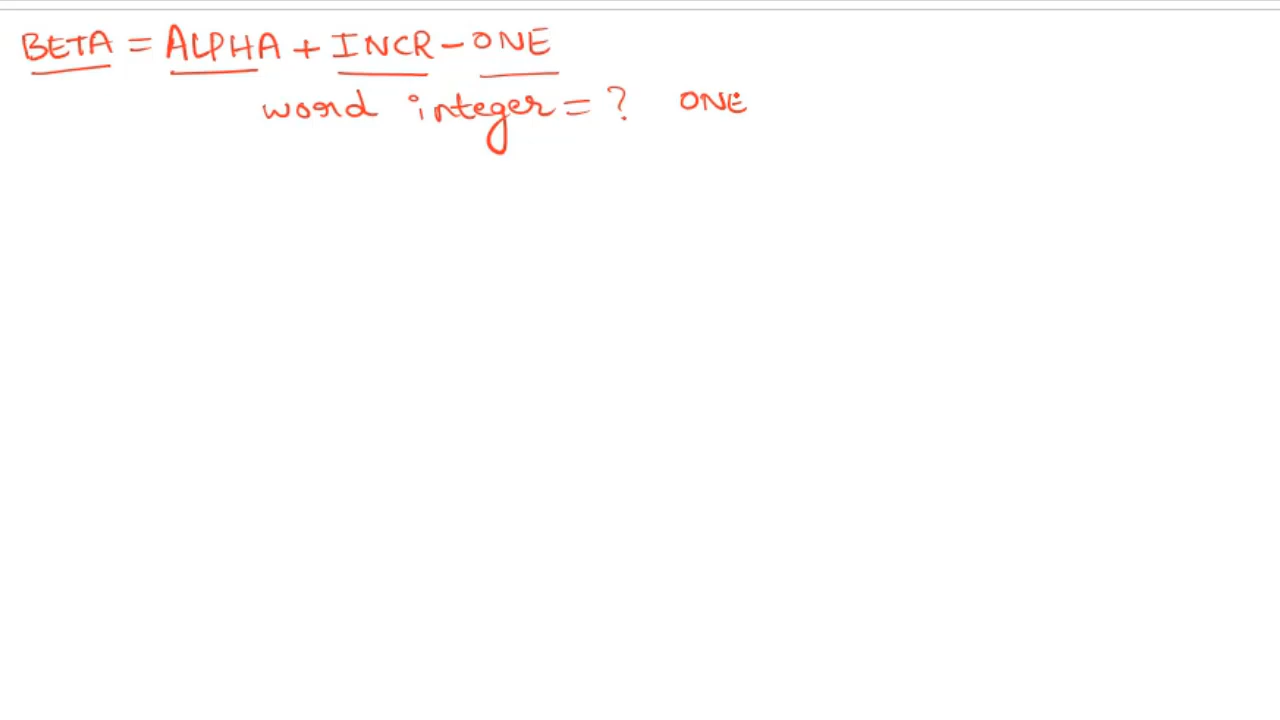 BETA = ALPHA + INCR - ONE
word integer = ? ONE